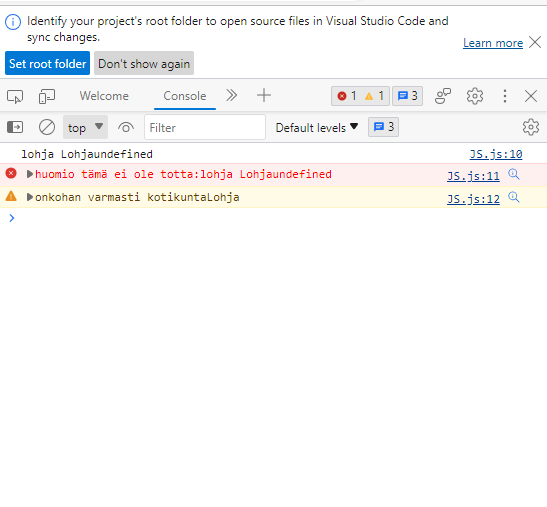 Identify your project's root folder to open source files in Visual Studio Code and
sync changes.
Learn more
Set root folder Don't show again
Welcome Console 1 1 3
top Filter Default levels 3
lohja Lohjaundefined JS.js:10
huomio tämä ei ole totta:lohja Lohjaundefined JS.js:11
onkohan varmasti kotikuntaLohja JS.js:12